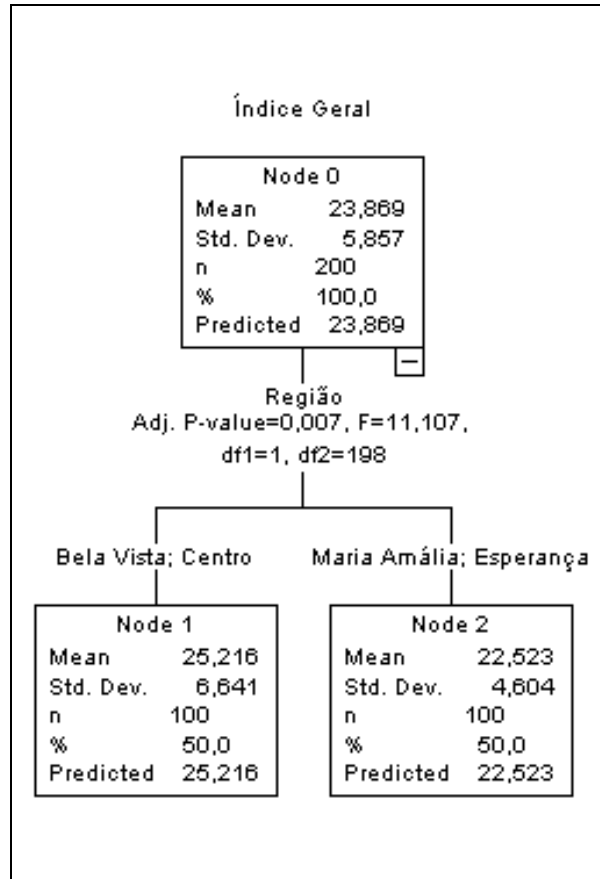 Índice Geral
Node 0
Mean 23,869
Std. Dev. 5,857
n 200
% 100,0
Predicted 23,869
Região
Adj. P-value=0,007, F=11,107,
df1=1, df2=198
Bela Vista; Centro
Maria Amália; Esperança
Node 1
Mean 25,216
Std. Dev. 6,641
n 100
% 50,0
Predicted 25,216
Node 2
Mean 22,523
Std. Dev. 4,604
n 100
% 50,0
Predicted 22,523